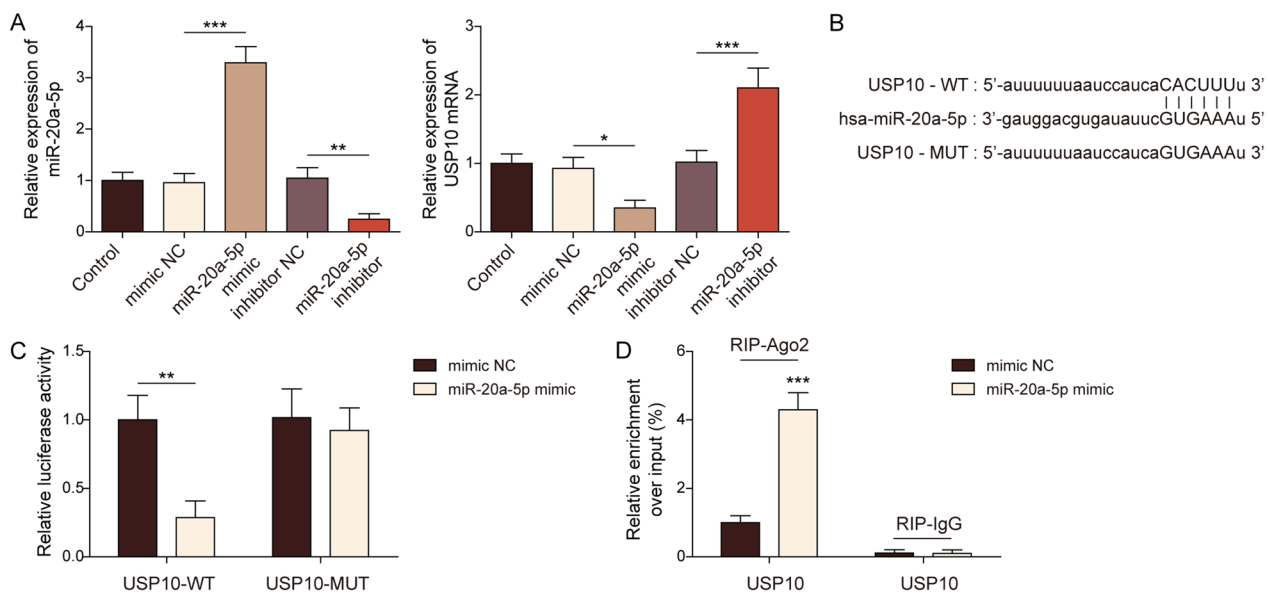 A
Relative expression of
miR-20a-5p
4
3
2
1
0
***
**
Control
mimic NC
miR-20a-5p
mimic
inhibitor NC
miR-20a-5p
inhibitor
Relative expression of
USP10 mRNA
3
2
1
0
*
***
Control
mimic NC
miR-20a-5p
mimic
inhibitor NC
miR-20a-5p
inhibitor
B
USP10 - WT : 5'-auuuuuuaauccaucaCACUUUu 3'
hsa-miR-20a-5p : 3'-gauggacgugauauucGUGAAAu 5'
USP10 - MUT : 5'-auuuuuuaauccaucaGUGAAAu 3'
C
Relative luciferase activity
1.5
1.0
0.5
0.0
**
USP10-WT
USP10-MUT
mimic NC
miR-20a-5p mimic
D
Relative enrichment
over input (%)
6
4
2
0
RIP-Ago2
***
RIP-IgG
USP10
USP10
mimic NC
miR-20a-5p mimic